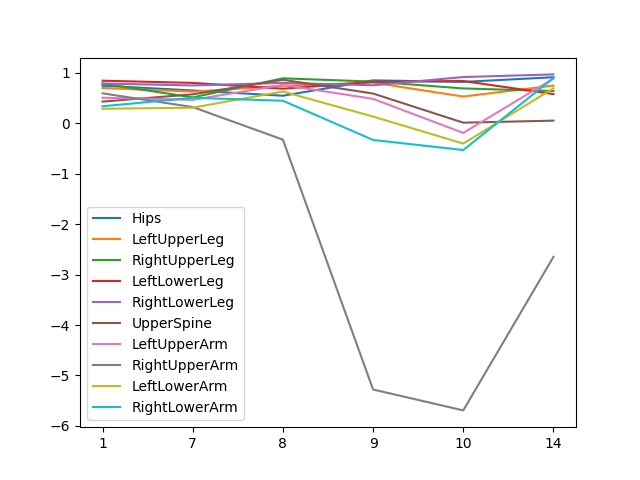 1
0
−1
−2
−3
−4
−5
−6
Hips
LeftUpperLeg
RightUpperLeg
LeftLowerLeg
RightLowerLeg
UpperSpine
LeftUpperArm
RightUpperArm
LeftLowerArm
RightLowerArm
1 7 8 9 10 14